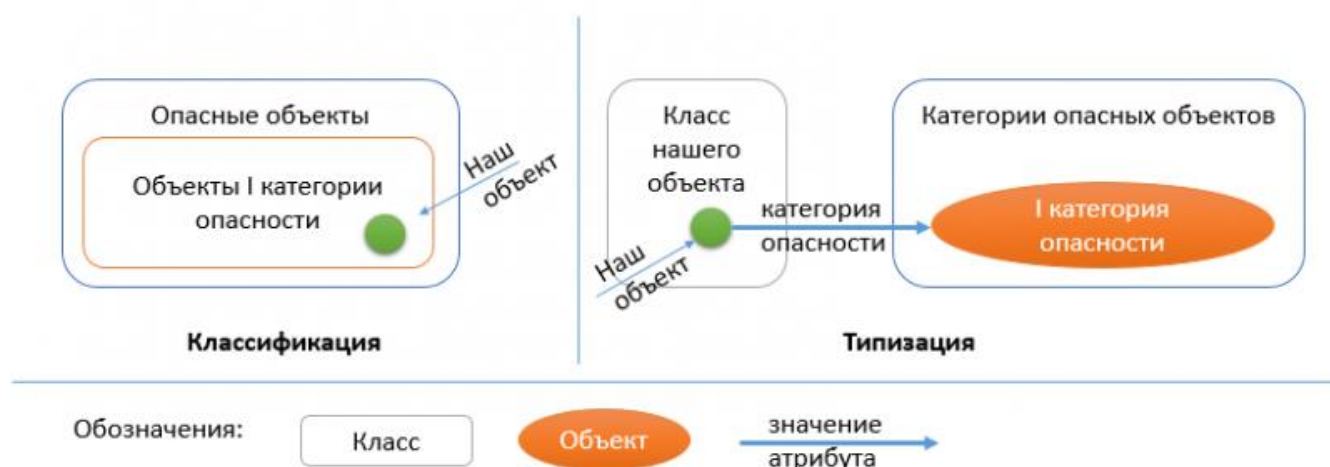 Опасные объекты
Объекты I категории
опасности
Наш
объект
Классификация
Класс
нашего
объекта
Наш
объект
категория
опасности
Категории опасных объектов
I категория
опасности
Типизация
Обозначения:
Класс
Объект
значение
атрибута